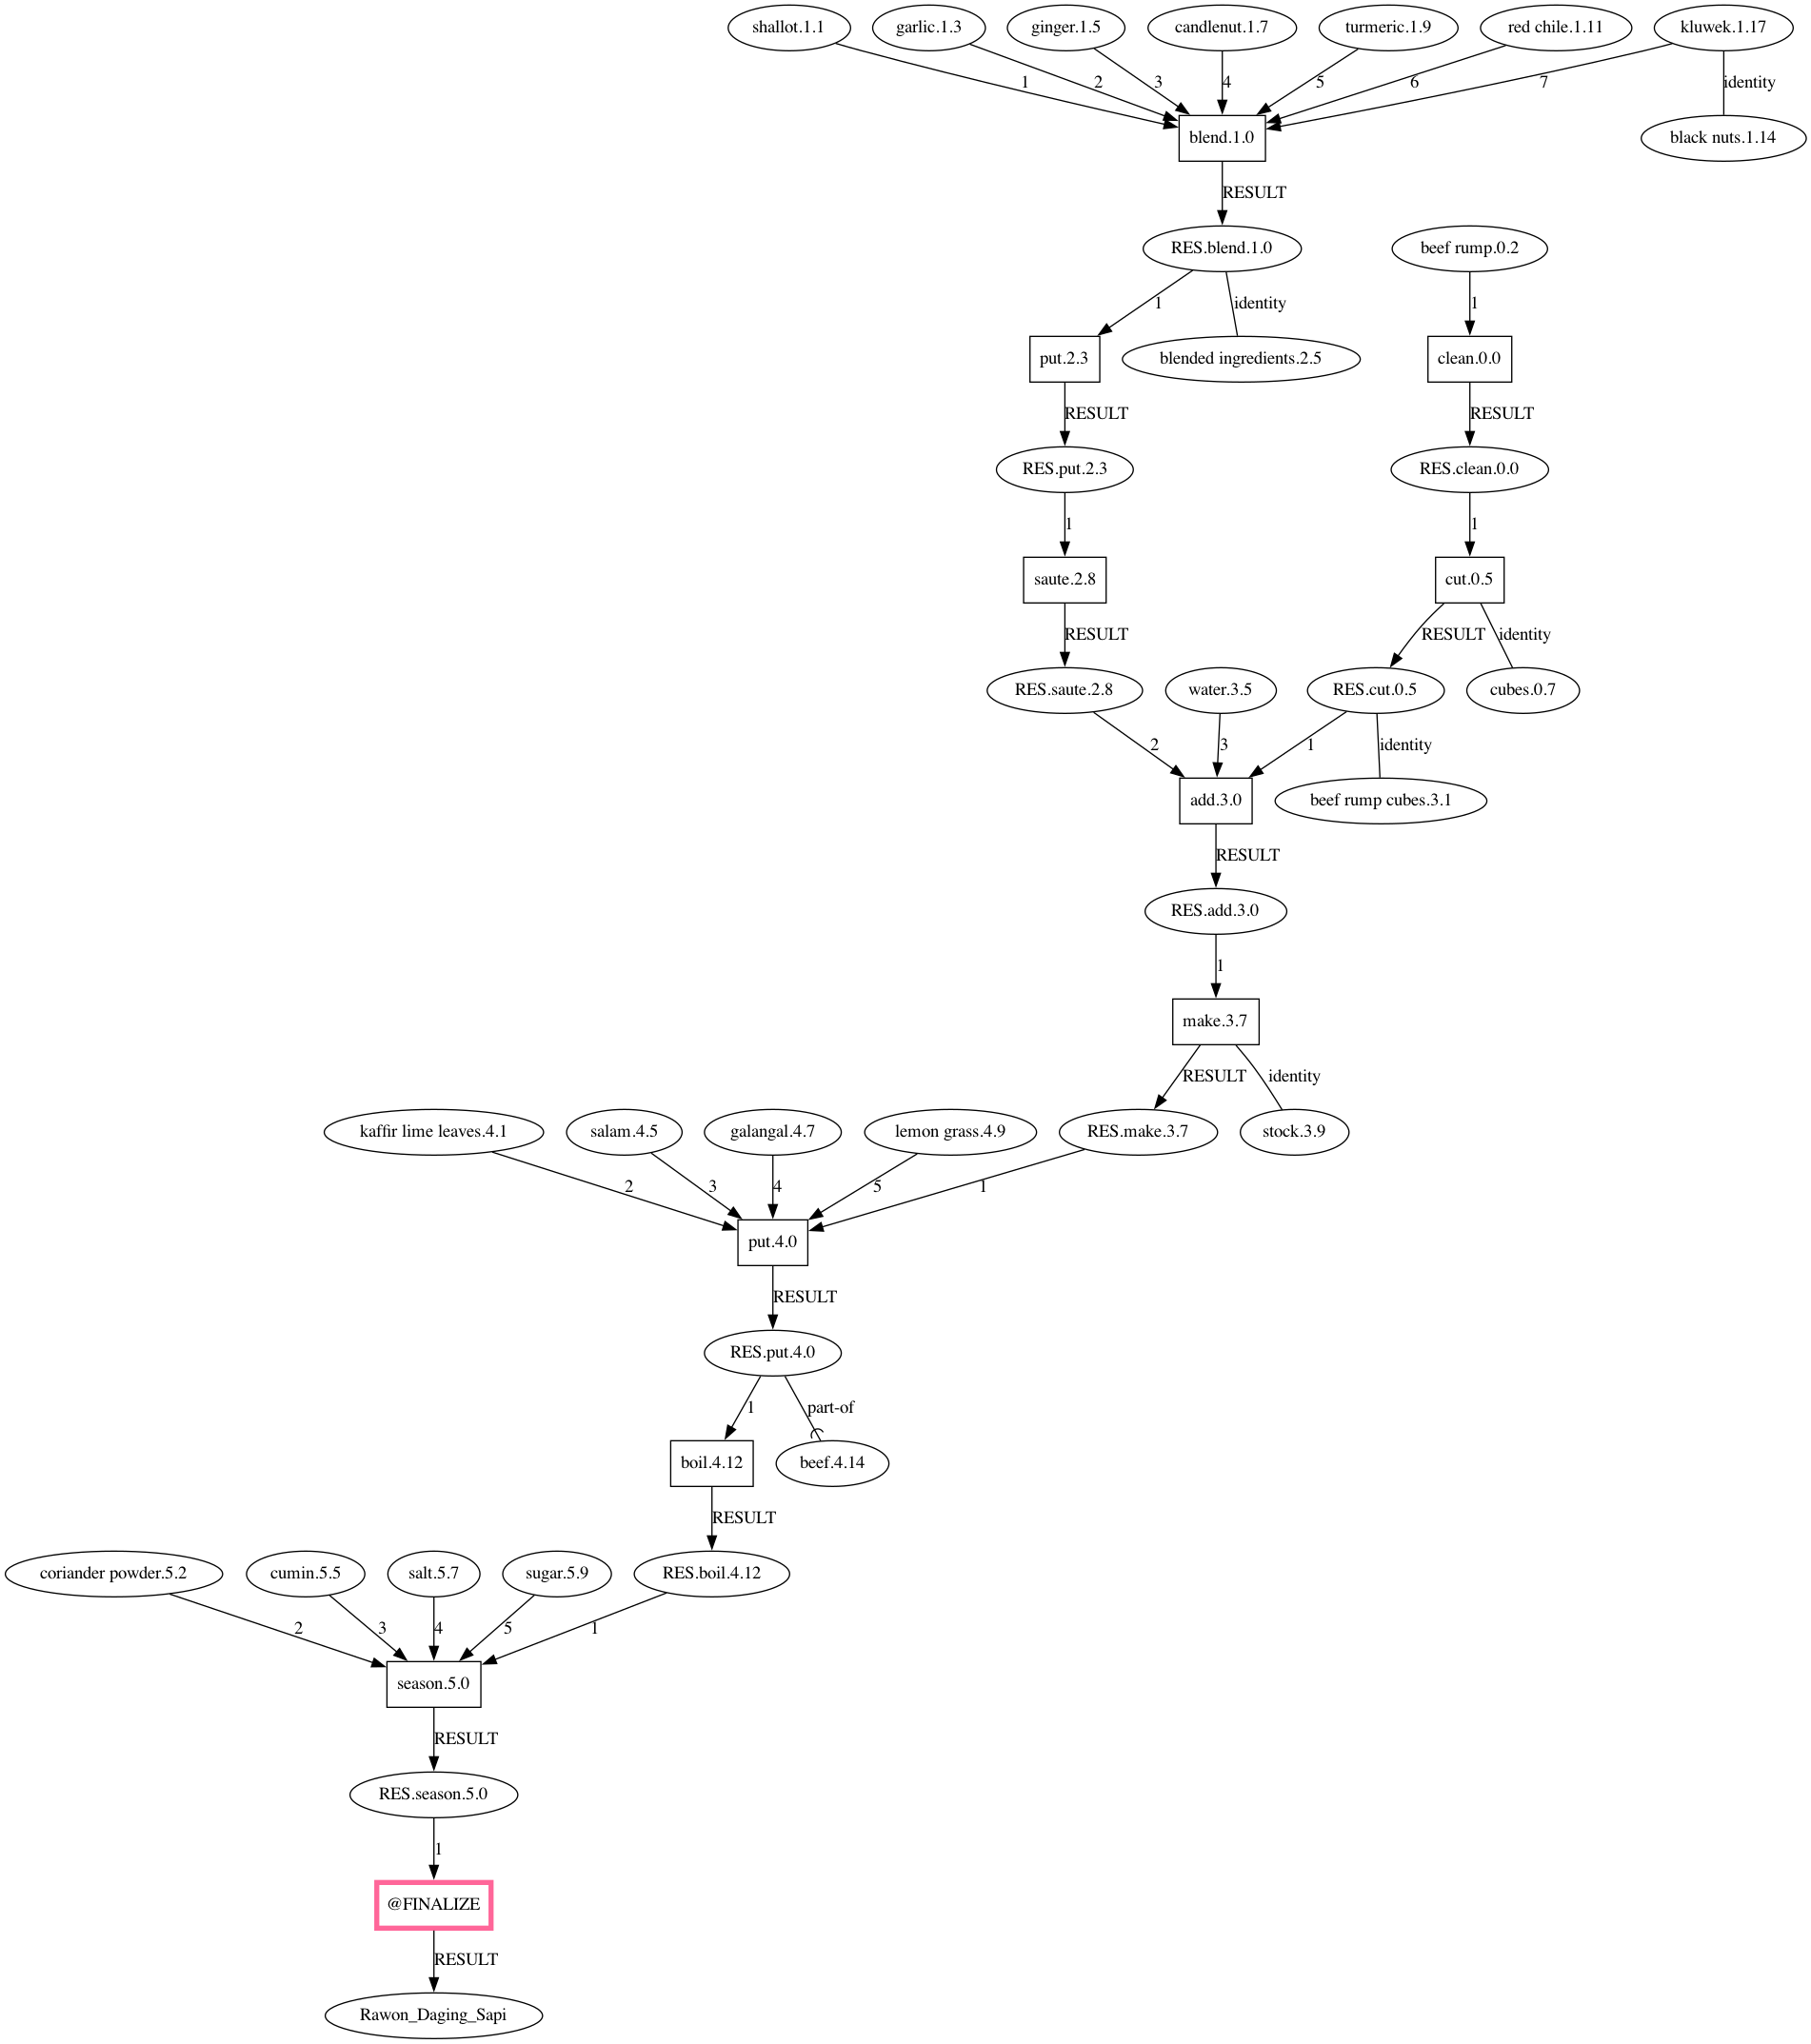 shallot.1.1
garlic.1.3
ginger.1.5
candlenut.1.7
turmeric.1.9
red chile.1.11
kluwek.1.17
1
2
3
4
5
6
7
identity
blend.1.0
black nuts.1.14
RESULT
RES.blend.1.0
beef rump.0.2
1
identity
1
put.2.3
blended ingredients.2.5
clean.0.0
RESULT
RESULT
RES.put.2.3
RES.clean.0.0
1
1
saute.2.8
cut.0.5
RESULT
RESULT
identity
RES.saute.2.8
water.3.5
RES.cut.0.5
cubes.0.7
2
3
1
identity
add.3.0
beef rump cubes.3.1
RESULT
RES.add.3.0
1
make.3.7
RESULT
identity
kaffir lime leaves.4.1
salam.4.5
galangal.4.7
lemon grass.4.9
RES.make.3.7
stock.3.9
2
3
4
5
1
put.4.0
RESULT
RES.put.4.0
1
part-of
boil.4.12
beef.4.14
RESULT
coriander powder.5.2
cumin.5.5
salt.5.7
sugar.5.9
RES.boil.4.12
2
3
4
5
1
season.5.0
RESULT
RES.season.5.0
1
@FINALIZE
RESULT
Rawon_Daging_Sapi